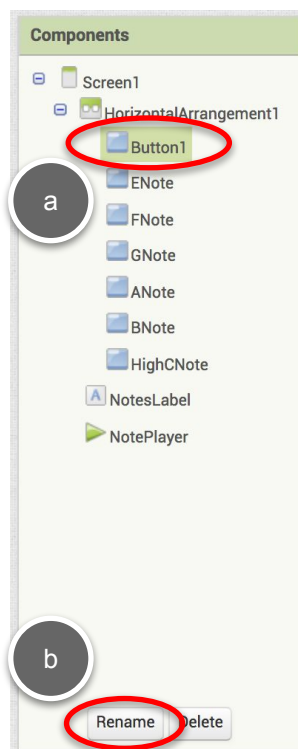 Components
Screen1
HorizontalArrangement1
Button1
a
ENote
FNote
GNote
ANote
BNote
HighCNote
A NotesLabel
NotePlayer
b
Rename Delete